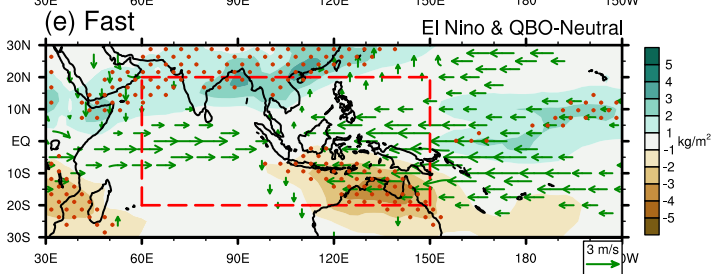 30E 60E 90E 120E 150E 180 150W
(e) Fast
El Nino & QBO-Neutral
30N
20N
10N
EQ
10S
20S
30S
30E 60E 90E 120E 150E 180 W
5
4
3
2
1
-1
-2
-3
-4
-5
kg/m²
3 m/s